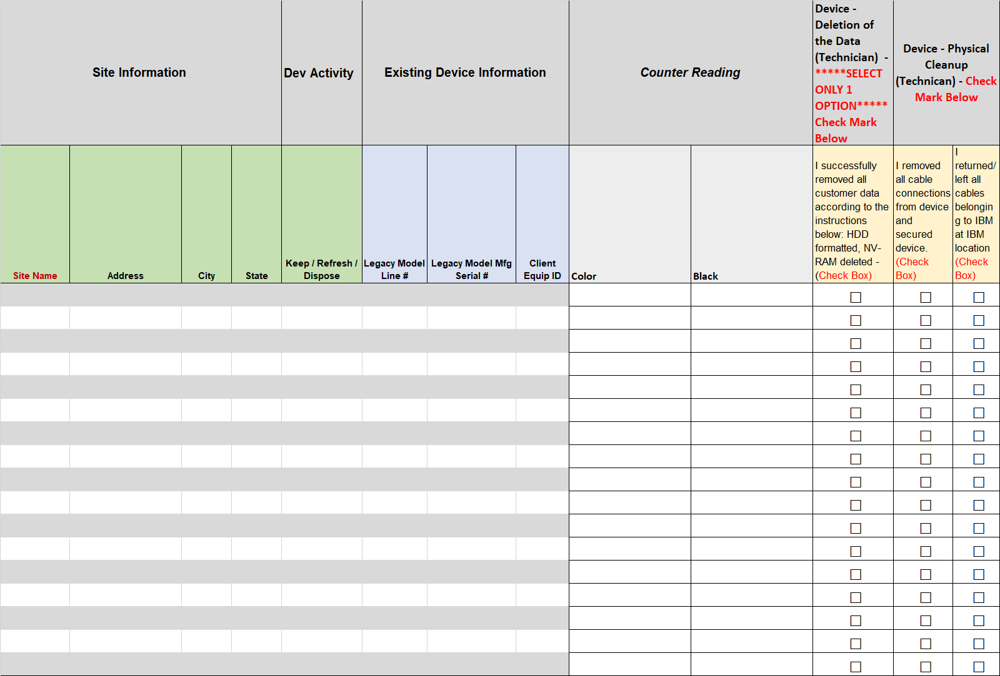 Site Information
Dev Activity
Existing Device Information
Counter Reading
Device -
Deletion of
the Data
(Technician) -
*****SELECT
ONLY 1
OPTION*****
Check Mark
Below
Device - Physical
Cleanup
(Technican) - Check
Mark Below
Site Name
Address
City
State
Keep / Refresh /
Dispose
Legacy Model
Line #
Legacy Model Mfg
Serial #
Client
Equip ID
Color
Black
I successfully
removed all
customer data
according to the
instructions
below: HDD
formatted, NV-
RAM deleted -
(Check Box)
I removed
all cable
connections
from device
and
secured
device.
(Check
Box)
I
returned/
left all
cables
belongin
g to IBM
at IBM
location
(Check
Box)